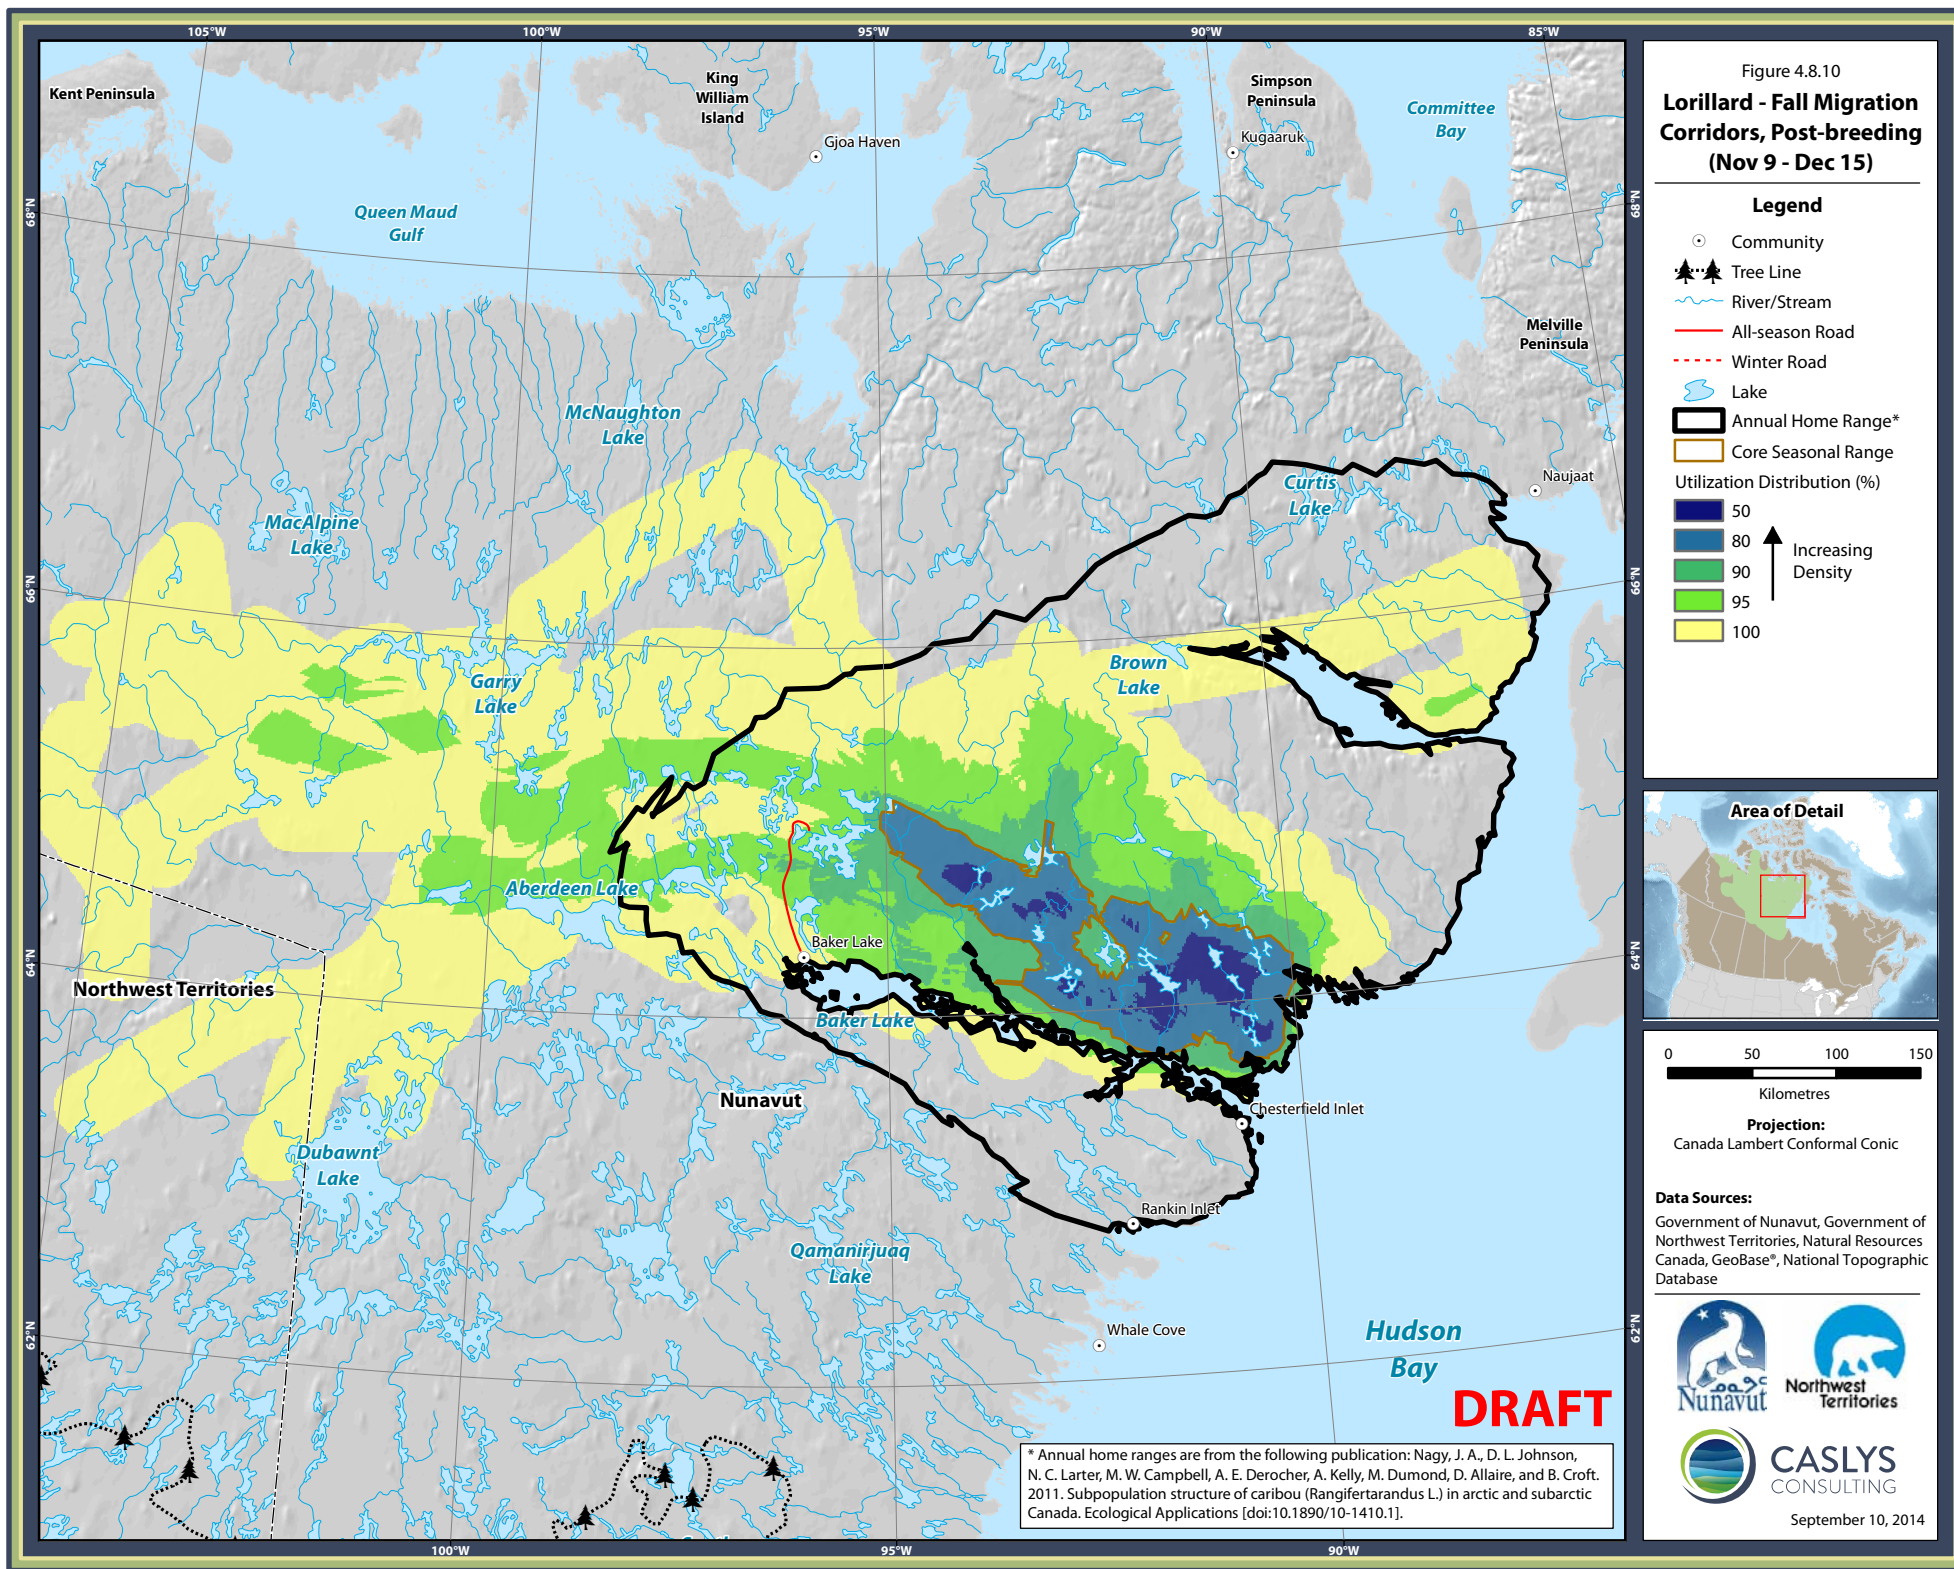 105°W
100°W
95°W
90°W
85°W
Kent Peninsula
King
William
Island
Gjoa Haven
Simpson
Peninsula
Kugaaruk
Committee
Bay
68°N
68°N
Queen Maud
Gulf
Melville
Peninsula
McNaughton
Lake
Naujaat
Curtis
Lake
MacAlpine
Lake
66°N
66°N
Brown
Lake
Garry
Lake
Aberdeen Lake
Baker Lake
64°N
64°N
Northwest Territories
Baker Lake
Nunavut
Chesterfield Inlet
Dubawnt
Lake
Rankin Inlet
Qamanirjuaq
Lake
Whale Cove
62°N
62°N
Hudson
Bay
DRAFT
* Annual home ranges are from the following publication: Nagy, J. A., D. L. Johnson,
N. C. Larter, M. W. Campbell, A. E. Derocher, A. Kelly, M. Dumond, D. Allaire, and B. Croft.
2011. Subpopulation structure of caribou (Rangifertarandus L.) in arctic and subarctic
Canada. Ecological Applications [doi:10.1890/10-1410.1].
100°W
95°W
90°W
Figure 4.8.10
Lorillard - Fall Migration
Corridors, Post-breeding
(Nov 9 - Dec 15)
Legend
Community
Tree Line
River/Stream
All-season Road
Winter Road
Lake
Annual Home Range*
Core Seasonal Range
Utilization Distribution (%)
50
80
90
95
100
Increasing
Density
Area of Detail
0 50 100 150
Kilometres
Projection:
Canada Lambert Conformal Conic
Data Sources:
Government of Nunavut, Government of
Northwest Territories, Natural Resources
Canada, GeoBase®, National Topographic
Database
Nunavut
Northwest
Territories
CASLYS
CONSULTING
September 10, 2014